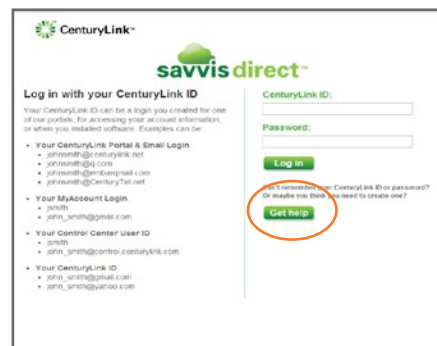 CenturyLink™
savvisdirect™
Log in with your CenturyLink ID
Your CenturyLink ID can be a login you created for one
of our portals, for accessing your account information,
or when you installed software. Examples can be:
• Your CenturyLink Portal & Email Login
• johnsmith@centurylink.net
• johnsmith@q.com
• johnsmith@embarqmail.com
• johnsmith@CenturyTel.net
• Your MyAccount Login
• jsmith
• john_smith@gmail.com
• Your Control Center User ID
• jsmith
• john_smith@control.centurylink.com
• Your CenturyLink ID
• john_smith@gmail.com
• john_smith@yahoo.com
CenturyLink ID:
Password:
Log in
Can't remember your CenturyLink ID or password?
Or maybe you think you need to create one?
Get help